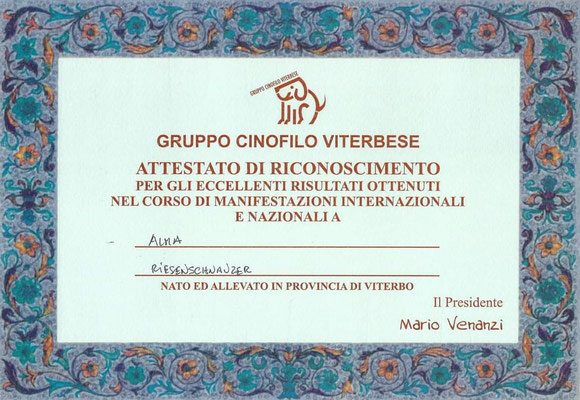 GRUPPO CINOFILO VITERBESE
GRUPPO CINOFILO VITERBESE
ATTESTATO DI RICONOSCIMENTO
PER GLI ECCELLENTI RISULTATI OTTENUTI
NEL CORSO DI MANIFESTAZIONI INTERNAZIONALI
E NAZIONALI A
ALMA
RIESENSCHNAUZER
NATO ED ALLEVATO IN PROVINCIA DI VITERBO
Il Presidente
Mario Venanzi